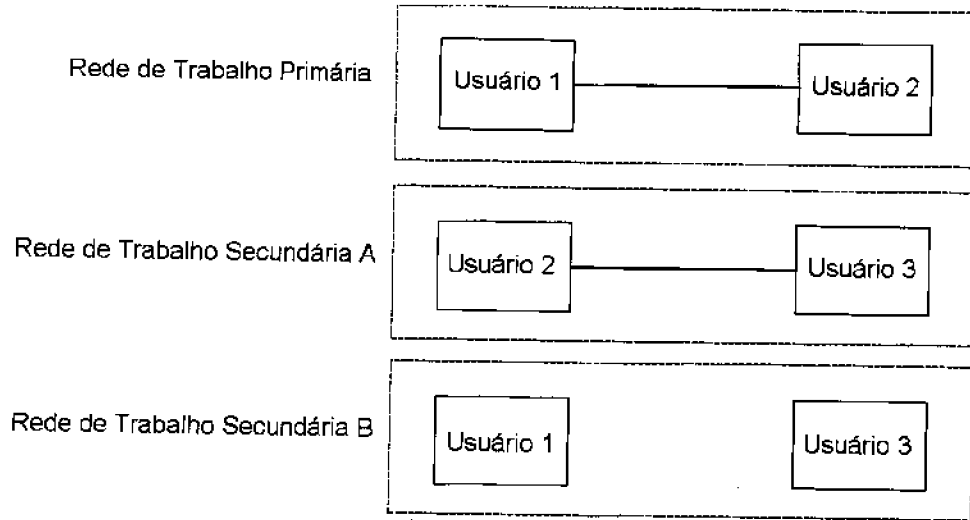 Rede de Trabalho Primária
Usuário 1
Usuário 2
Rede de Trabalho Secundária A
Usuário 2
Usuário 3
Rede de Trabalho Secundária B
Usuário 1
Usuário 3